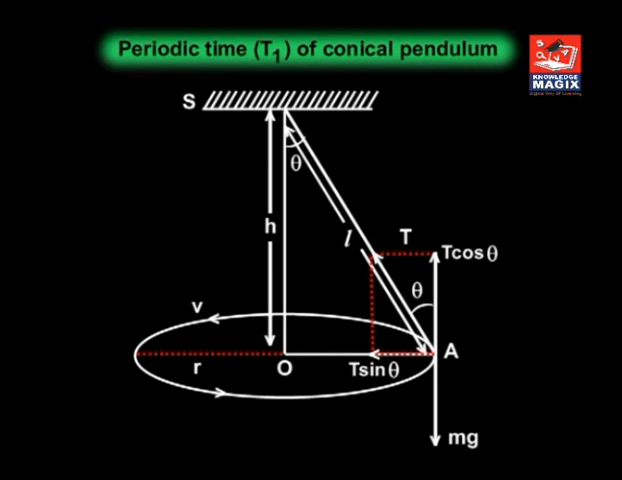 Periodic time (T₁) of conical pendulum
KNOWLEDGE
MAGIX
S
θ
h
l
T
Tcosθ
θ
v
A
r
O
Tsinθ
mg